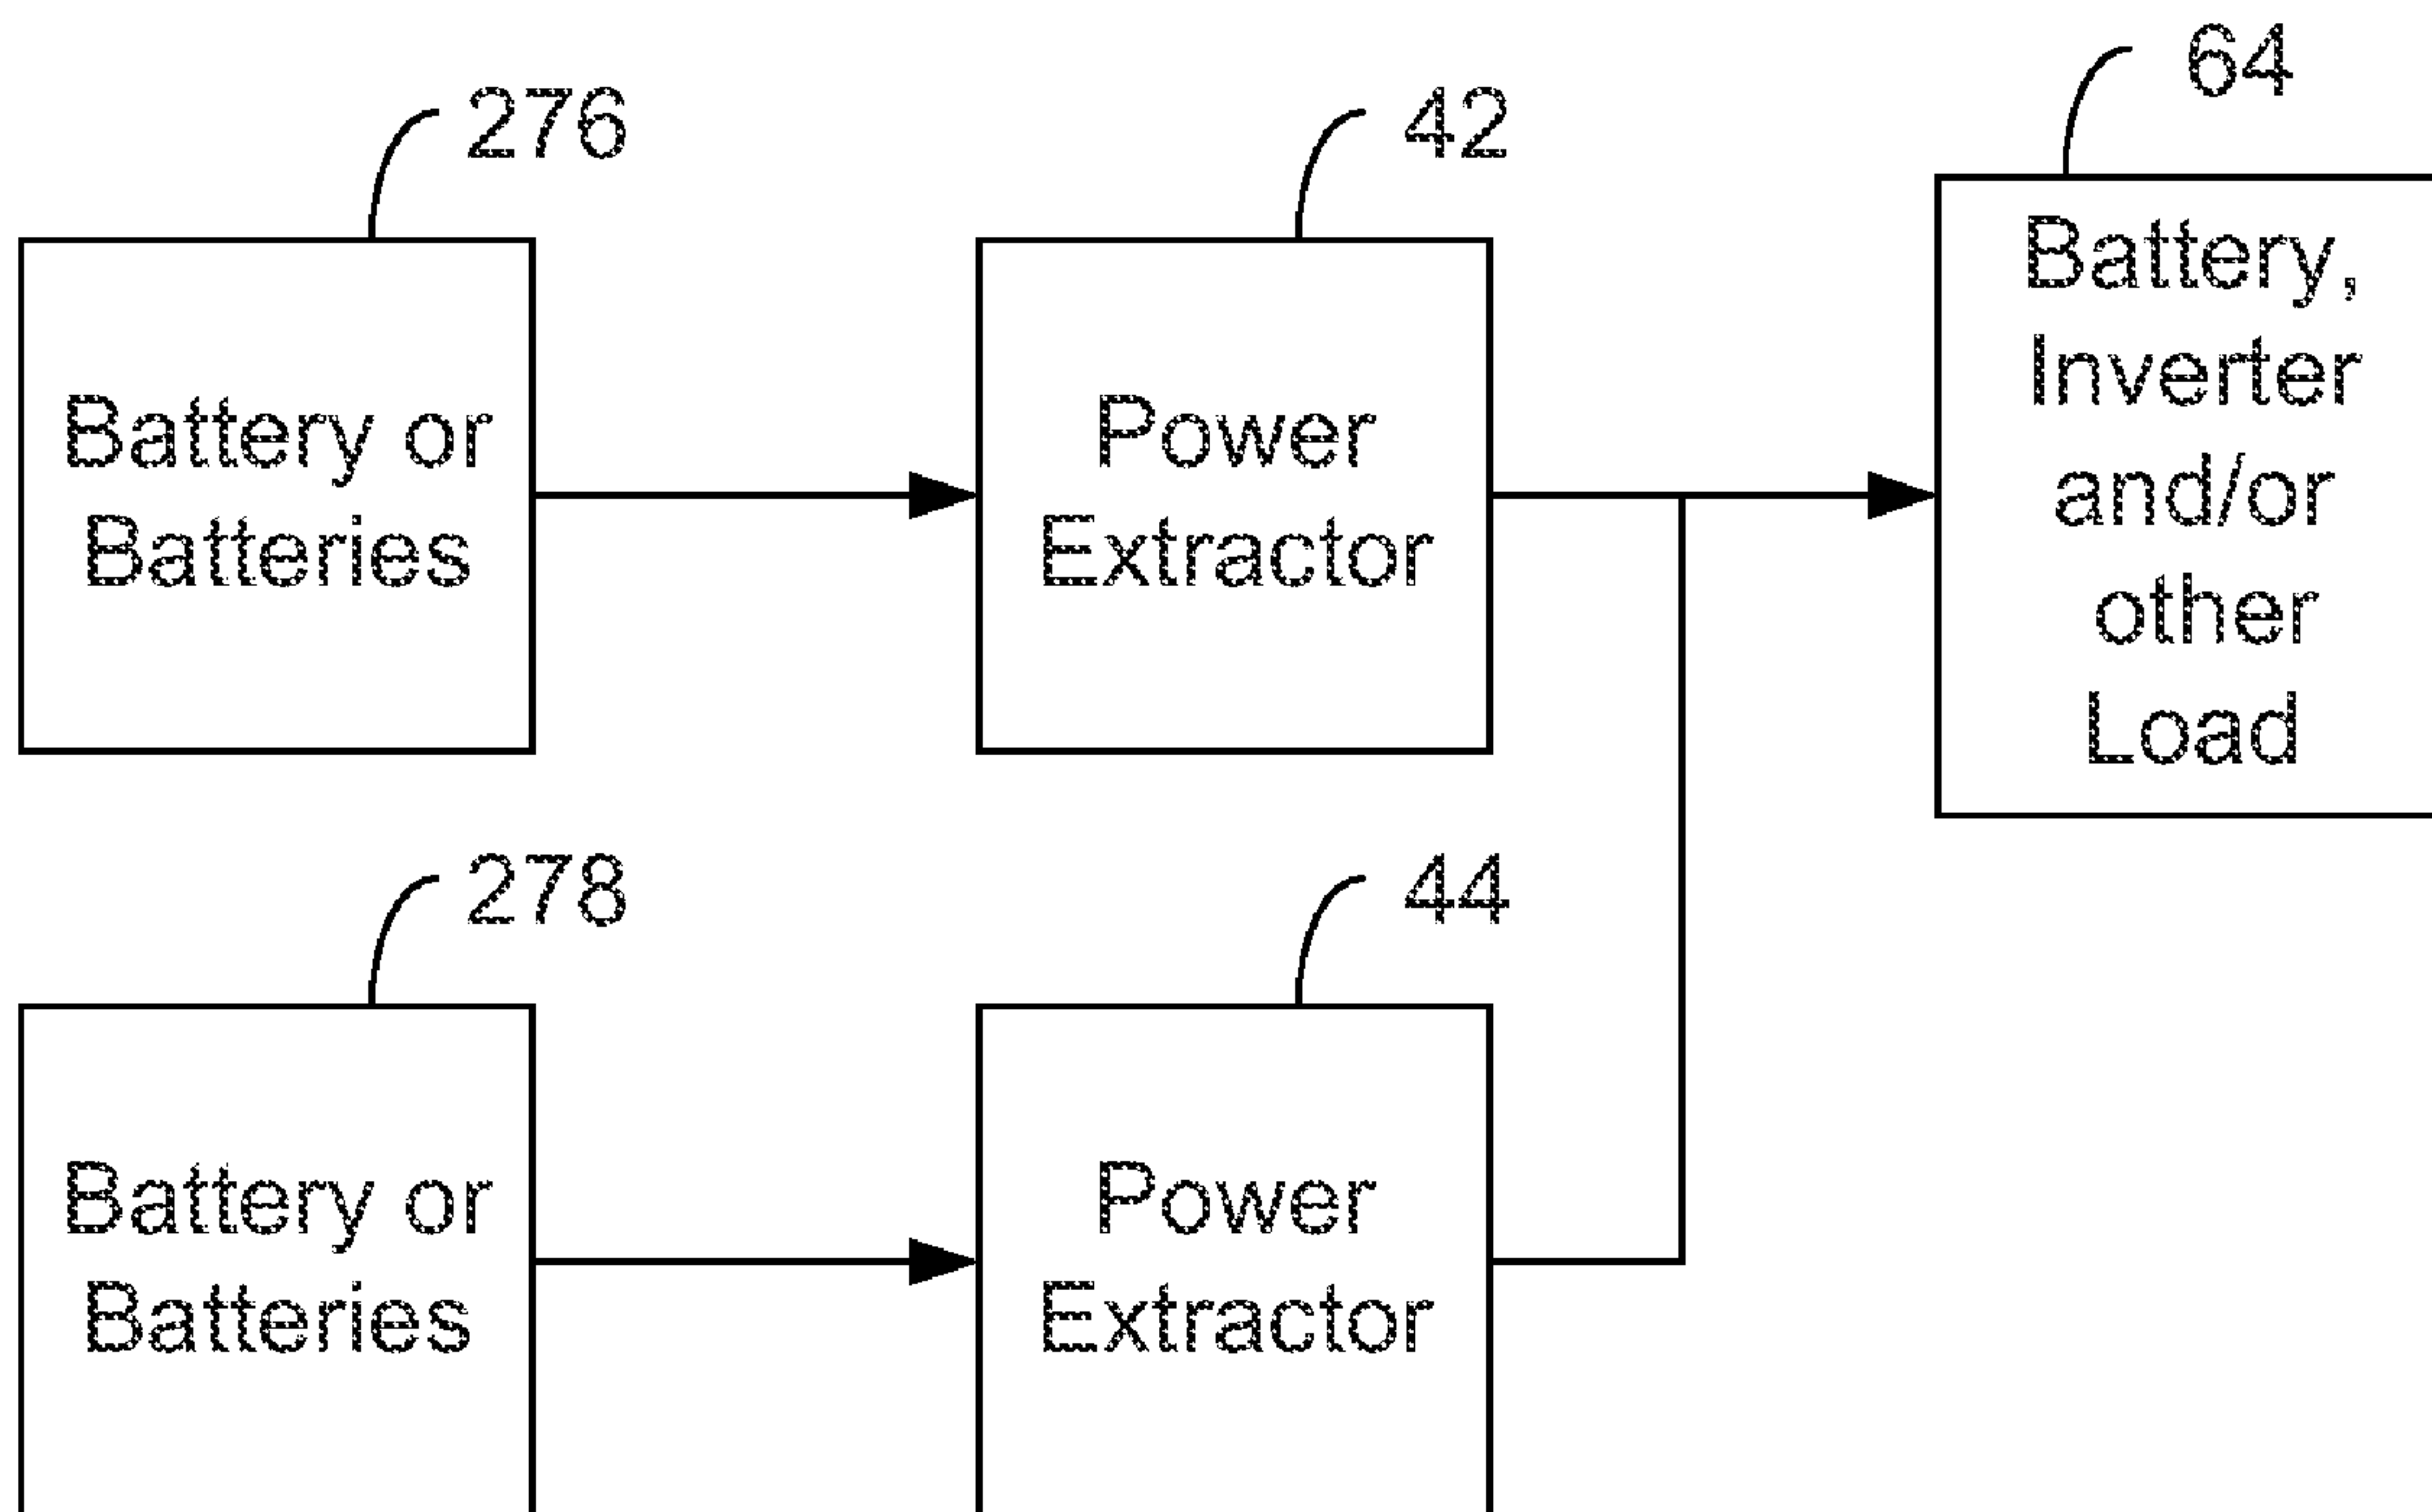 276
42
64
Battery or
Batteries
Power
Extractor
Battery,
Inverter
and/or
other
Load
278
44
Battery or
Batteries
Power
Extractor